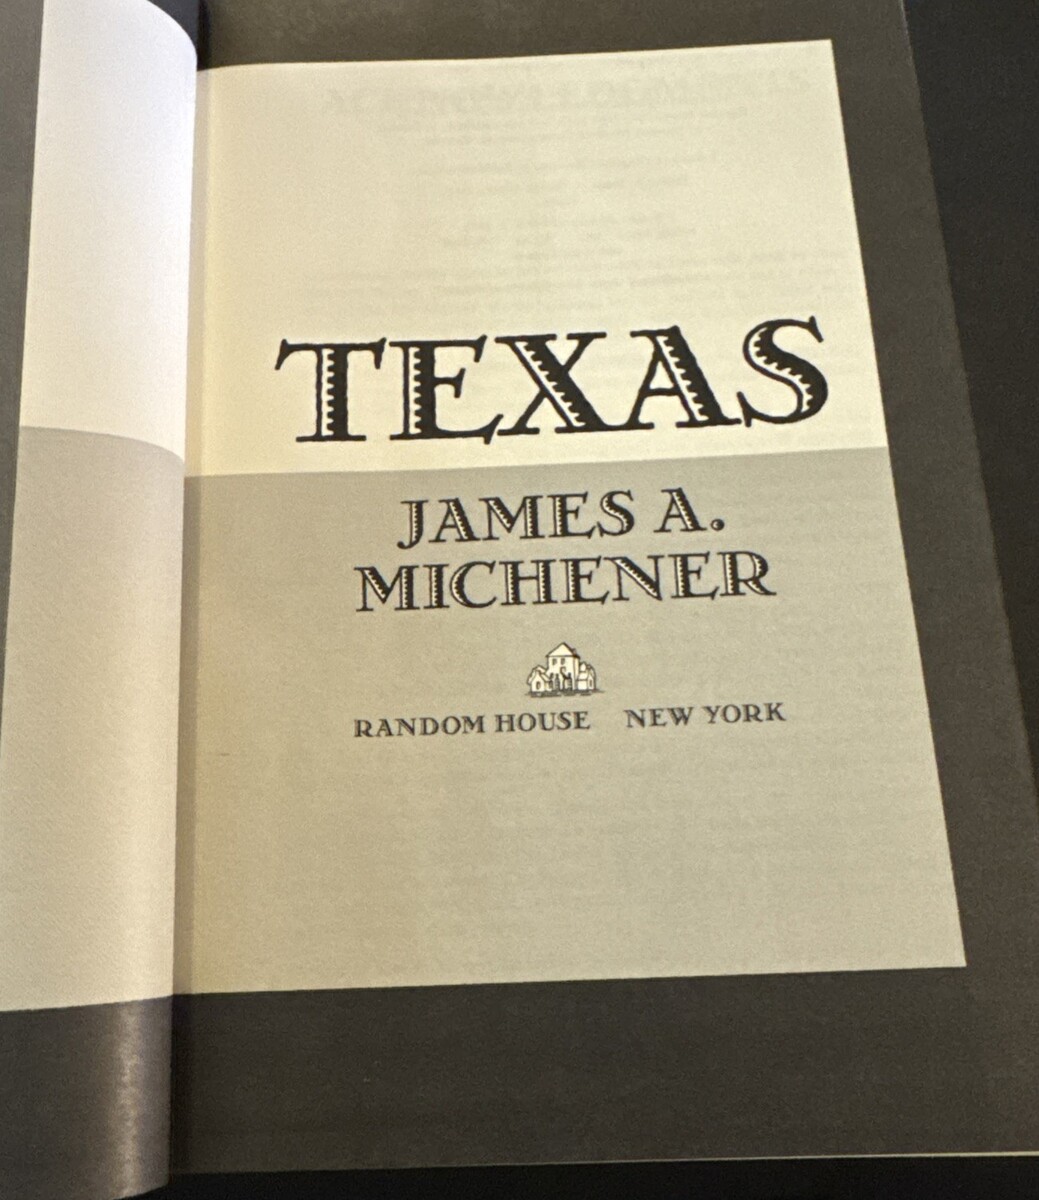 TEXAS
JAMES A.
MICHENER
RANDOM HOUSE NEW YORK